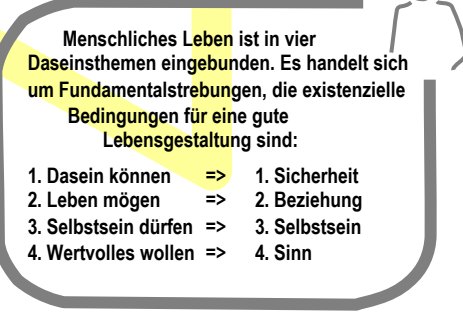 Menschliches Leben ist in vier
Daseinsthemen eingebunden. Es handelt sich
um Fundamentalstrebungen, die existenzielle
Bedingungen für eine gute
Lebensgestaltung sind:
1. Dasein können => 1. Sicherheit
2. Leben mögen => 2. Beziehung
3. Selbstsein dürfen => 3. Selbstsein
4. Wertvolles wollen => 4. Sinn